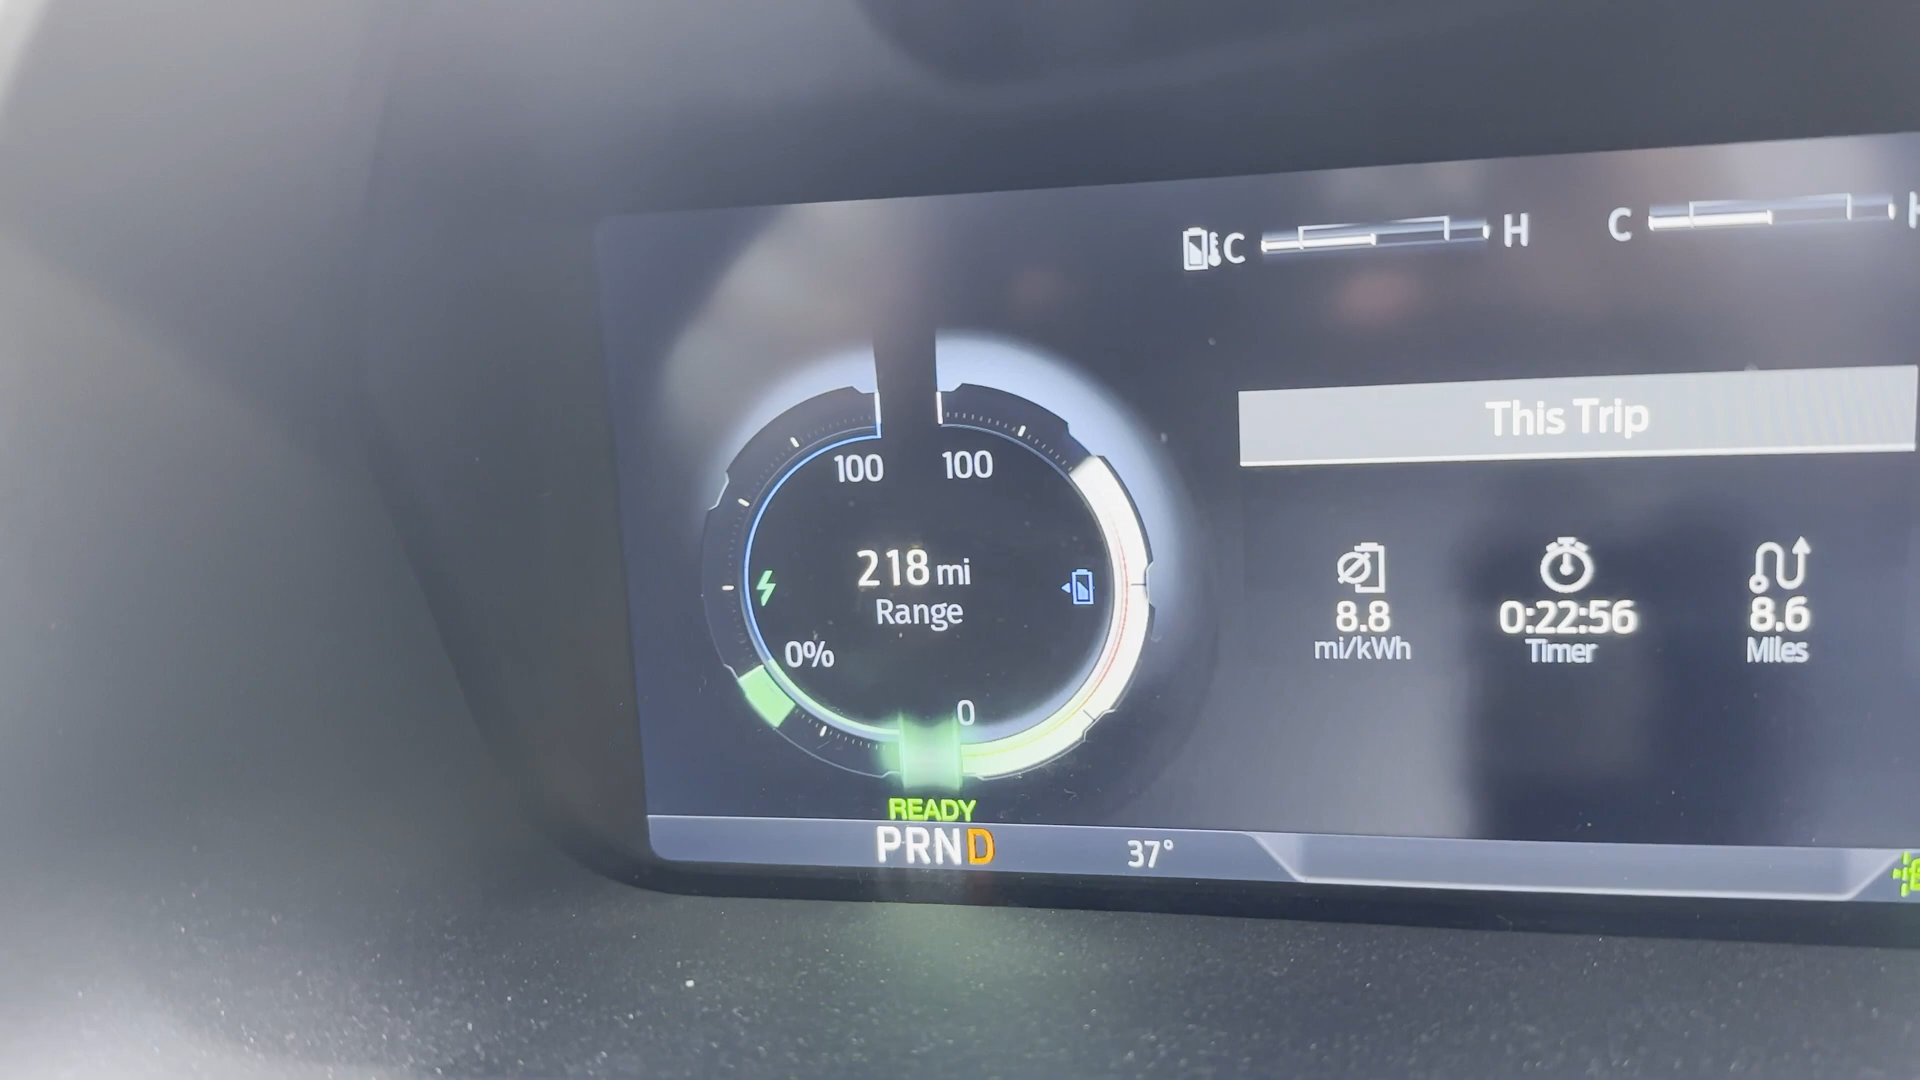 C H C
This Trip
100 100
218 mi
Range
0%
0
8.8 0:22:56 8.6
mi/kWh Timer Miles
READY
PRND 37°